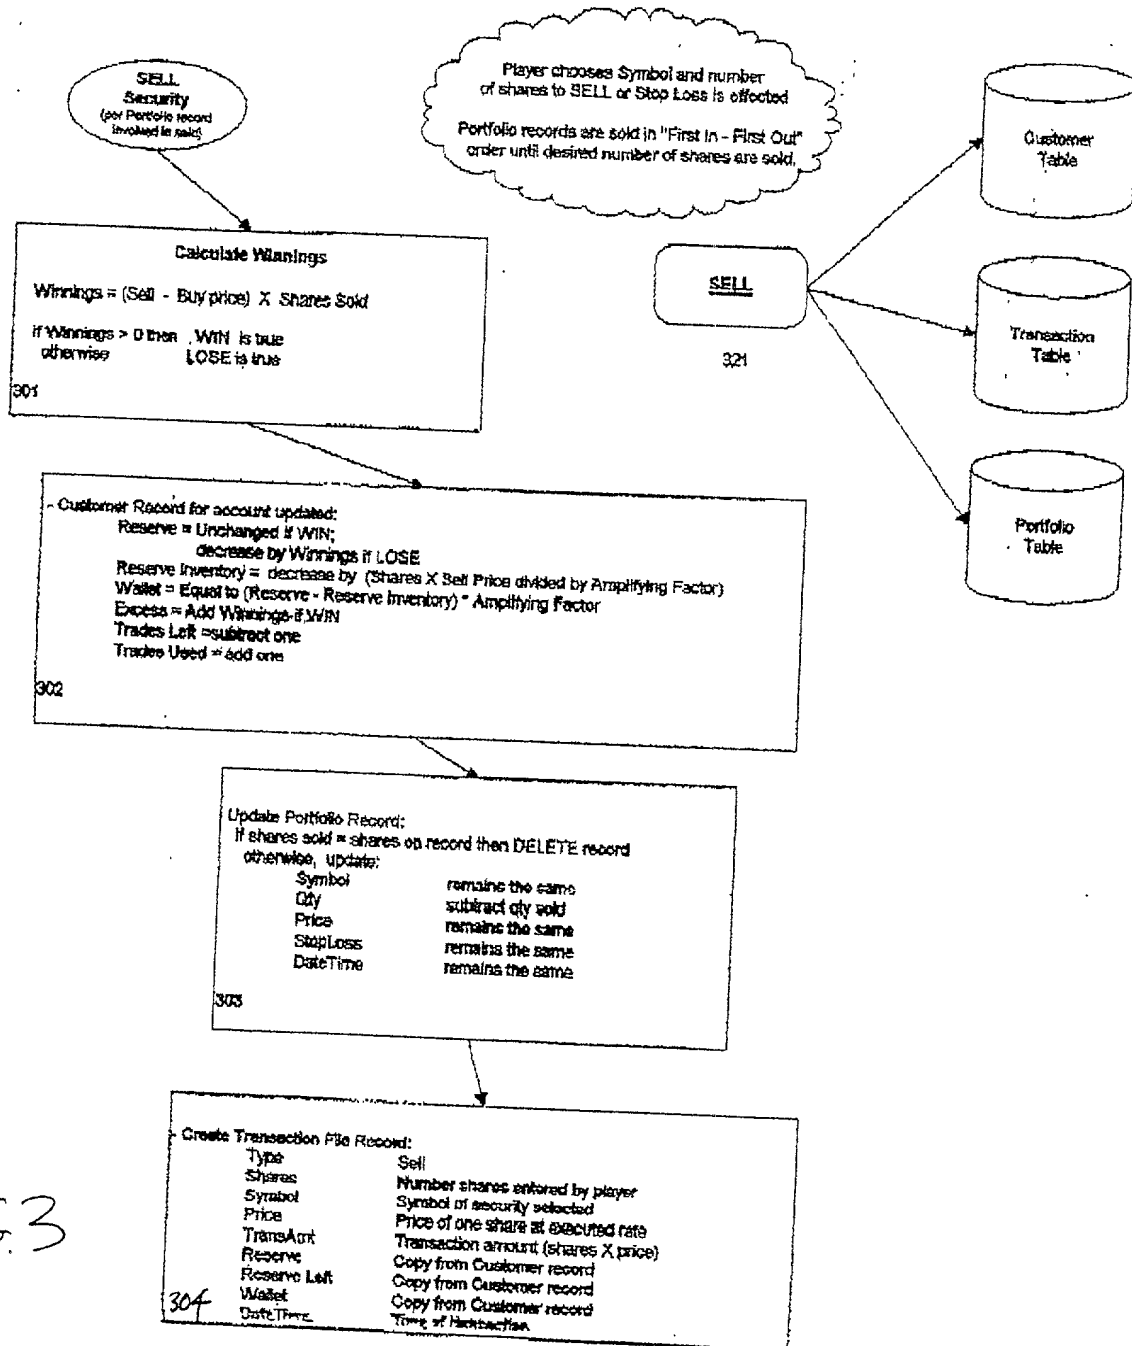 SELL
Security
(per Portfolio record
involved in sale)
Player chooses Symbol and number
of shares to SELL or Stop Loss is effected
Portfolio records are sold in "First In - First Out"
order until desired number of shares are sold.
Customer
Table
Calculate Winnings
Winnings = (Sell - Buy price) X Shares Sold
if Winnings > 0 then WIN is true
otherwise LOSE is true
301
SELL
321
Transaction
Table
Portfolio
Table
- Customer Record for account updated:
Reserve = Unchanged if WIN;
decrease by Winnings if LOSE
Reserve Inventory = decrease by (Shares X Sell Price divided by Amplifying Factor)
Wallet = Equal to (Reserve - Reserve Inventory) * Amplifying Factor
Excess = Add Winnings if WIN
Trades Left = subtract one
Trades Used = add one
302
Update Portfolio Record:
If shares sold = shares on record then DELETE record
otherwise, update:
Symbol remains the same
Qty subtract qty sold
Price remains the same
StopLoss remains the same
DateTime remains the same
303
- Create Transaction File Record:
Type Sell
Shares Number shares entered by player
Symbol Symbol of security selected
Price Price of one share at executed rate
TransAmt Transaction amount (shares X price)
Reserve Copy from Customer record
Reserve Left Copy from Customer record
Wallet Copy from Customer record
DateTime Time of transaction
304
G.3